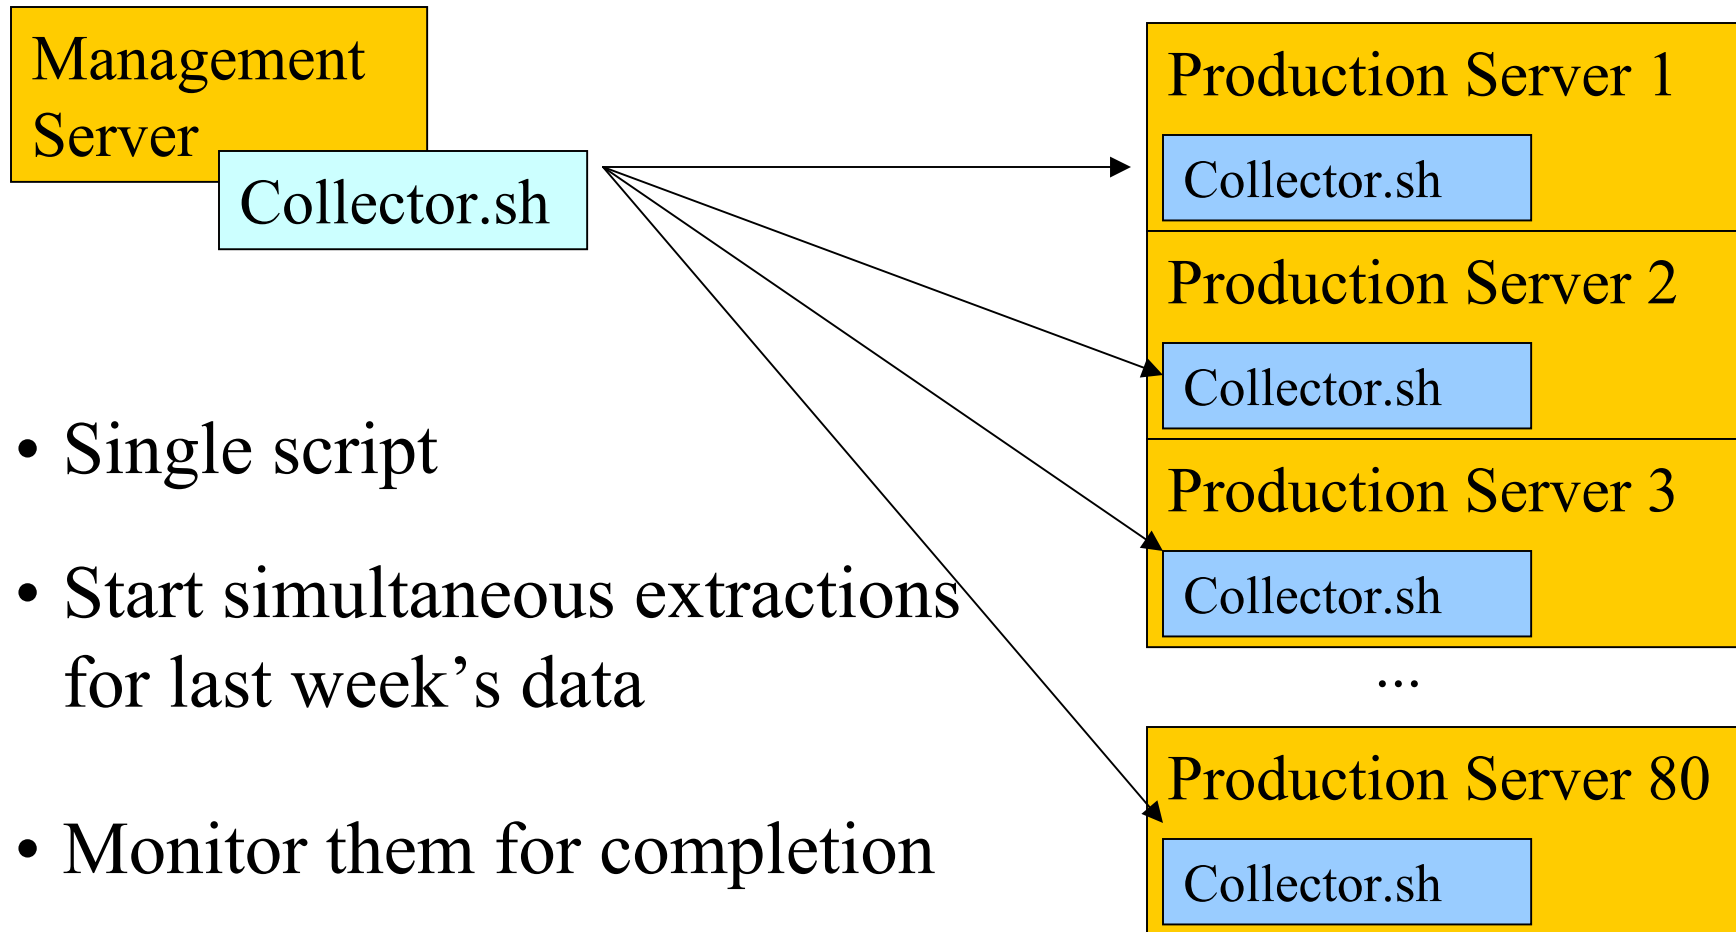 Management
Server
Collector.sh
• Single script
• Start simultaneous extractions
for last week’s data
• Monitor them for completion
Production Server 1
Collector.sh
Production Server 2
Collector.sh
Production Server 3
Collector.sh
...
Production Server 80
Collector.sh